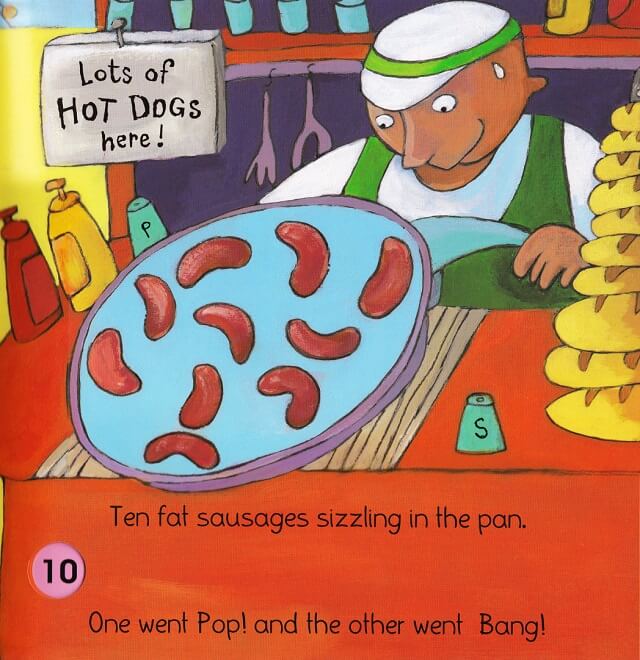 Lots of
HOT DOGS
here!
P
S
Ten fat sausages sizzling in the pan.
10
One went Pop! and the other went Bang!